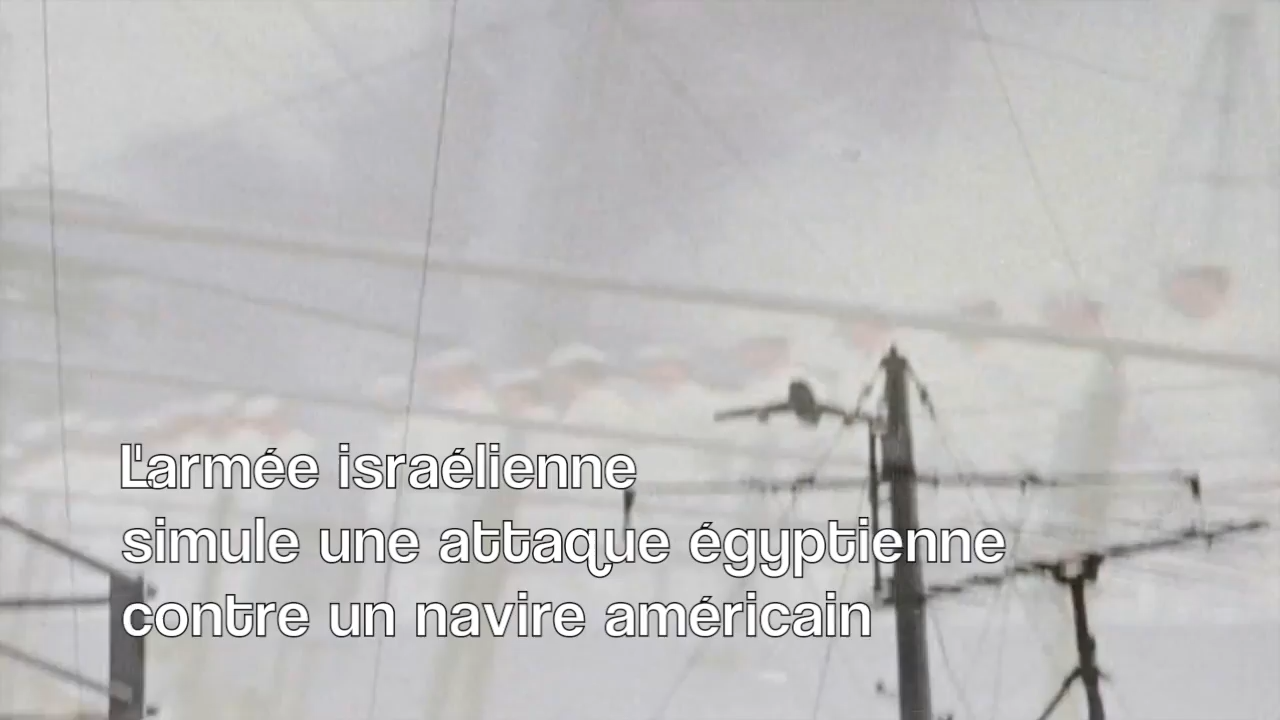 L'armée israélienne
simule une attaque égyptienne
contre un navire américain